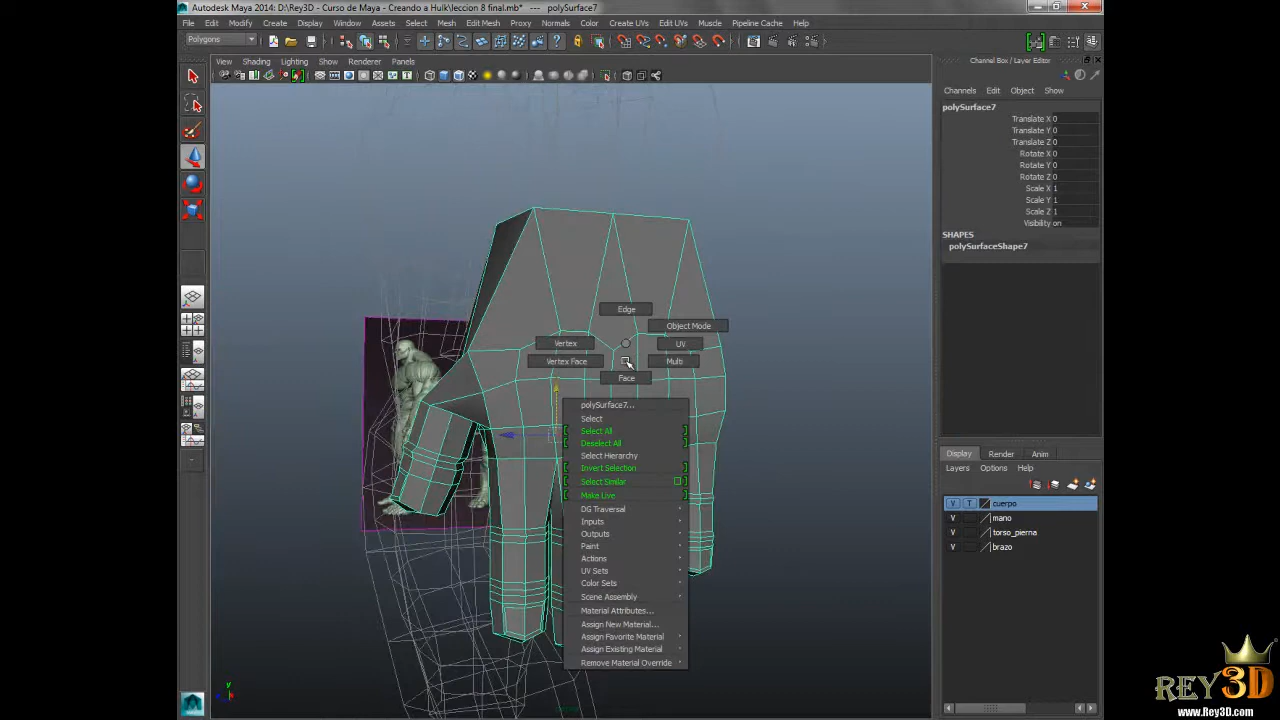 Autodesk Maya 2014: D:\Rey3D - Curso de Maya - Creando a Hulk\leccion 8 final.mb* --- polySurface7
File Edit Modify Create Display Window Assets Select Mesh Edit Mesh Proxy Normals Color Create UVs Edit UVs Muscle Pipeline Cache Help
Polygons
Channel Box / Layer Editor
View Shading Lighting Show Renderer Panels
Channels Edit Object Show
polySurface7
Translate X 0
Translate Y 0
Translate Z 0
Rotate X 0
Rotate Y 0
Rotate Z 0
Scale X 1
Scale Y 1
Scale Z 1
Visibility on
SHAPES
polySurfaceShape7
Edge
Object Mode
Vertex
UV
Vertex Face
Multi
Face
polySurface7...
Select
Select All
Deselect All
Select Hierarchy
Invert Selection
Select Similar
Make Live
DG Traversal
Inputs
Outputs
Paint
Actions
UV Sets
Color Sets
Scene Assembly
Material Attributes...
Assign New Material...
Assign Favorite Material
Assign Existing Material
Remove Material Override
Display Render Anim
Layers Options Help
V T cuerpo
V mano
V torso_pierna
V brazo
y
REY3D
www.Rey3D.com